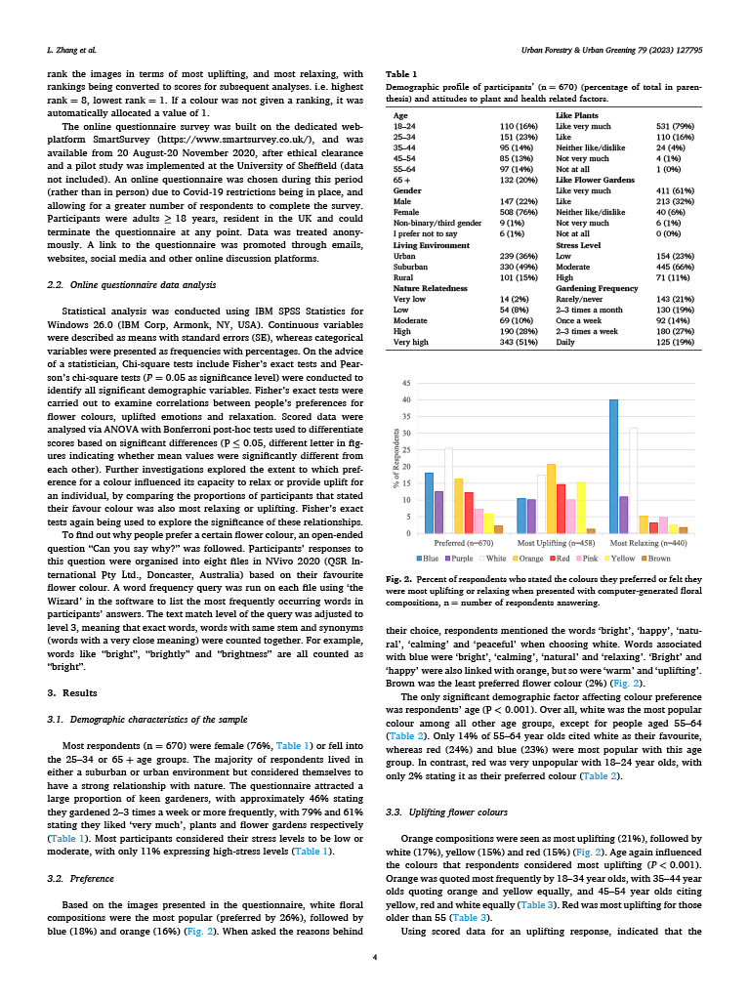 L. Zhang et al.
Urban Forestry & Urban Greening 79 (2023) 127795
rank the images in terms of most uplifting, and most relaxing, with
rankings being converted to scores for subsequent analyses. i.e. highest
rank = 8, lowest rank = 1. If a colour was not given a ranking, it was
automatically allocated a value of 1.
The online questionnaire survey was built on the dedicated web-
platform SmartSurvey (https://www.smartsurvey.co.uk/), and was
available from 20 August-20 November 2020, after ethical clearance
and a pilot study was implemented at the University of Sheffield (data
not included). An online questionnaire was chosen during this period
(rather than in person) due to Covid-19 restrictions being in place, and
allowing for a greater number of respondents to complete the survey.
Participants were adults ≥ 18 years, resident in the UK and could
terminate the questionnaire at any point. Data was treated anony-
mously. A link to the questionnaire was promoted through emails,
websites, social media and other online discussion platforms.
2.2. Online questionnaire data analysis
Statistical analysis was conducted using IBM SPSS Statistics for
Windows 26.0 (IBM Corp, Armonk, NY, USA). Continuous variables
were described as means with standard errors (SE), whereas categorical
variables were presented as frequencies with percentages. On the advice
of a statistician, Chi-square tests include Fisher's exact tests and Pear-
son's chi-square tests (P = 0.05 as significance level) were conducted to
identify all significant demographic variables. Fisher's exact tests were
carried out to examine correlations between people's preferences for
flower colours, uplifted emotions and relaxation. Scored data were
analysed via ANOVA with Bonferroni post-hoc tests used to differentiate
scores based on significant differences (P ≤ 0.05, different letter in fig-
ures indicating whether mean values were significantly different from
each other). Further investigations explored the extent to which pref-
erence for a colour influenced its capacity to relax or provide uplift for
an individual, by comparing the proportions of participants that stated
their favour colour was also most relaxing or uplifting. Fisher's exact
tests again being used to explore the significance of these relationships.
To find out why people prefer a certain flower colour, an open-ended
question "Can you say why?" was followed. Participants' responses to
this question were organised into eight files in NVivo 2020 (QSR In-
ternational Pty Ltd., Doncaster, Australia) based on their favourite
flower colour. A word frequency query was run on each file using 'the
Wizard' in the software to list the most frequently occurring words in
participants' answers. The text match level of the query was adjusted to
level 3, meaning that exact words, words with same stem and synonyms
(words with a very close meaning) were counted together. For example,
words like "bright", "brightly" and "brightness" are all counted as
"bright".
3. Results
3.1. Demographic characteristics of the sample
Most respondents (n = 670) were female (76%, Table 1) or fell into
the 25–34 or 65 + age groups. The majority of respondents lived in
either a suburban or urban environment but considered themselves to
have a strong relationship with nature. The questionnaire attracted a
large proportion of keen gardeners, with approximately 46% stating
they gardened 2–3 times a week or more frequently, with 79% and 61%
stating they liked 'very much', plants and flower gardens respectively
(Table 1). Most participants considered their stress levels to be low or
moderate, with only 11% expressing high-stress levels (Table 1).
3.2. Preference
Based on the images presented in the questionnaire, white floral
compositions were the most popular (preferred by 26%), followed by
blue (18%) and orange (16%) (Fig. 2). When asked the reasons behind
Table 1
Demographic profile of participants' (n = 670) (percentage of total in paren-
thesis) and attitudes to plant and health related factors.
Age Like Plants
18–24 110 (16%) Like very much 531 (79%)
25–34 151 (23%) Like 110 (16%)
35–44 95 (14%) Neither like/dislike 24 (4%)
45–54 85 (13%) Not very much 4 (1%)
55–64 97 (14%) Not at all 1 (0%)
65 + 132 (20%) Like Flower Gardens
Gender Like very much 411 (61%)
Male 147 (22%) Like 213 (32%)
Female 508 (76%) Neither like/dislike 40 (6%)
Non-binary/third gender 9 (1%) Not very much 6 (1%)
I prefer not to say 6 (1%) Not at all 0 (0%)
Living Environment Stress Level
Urban 239 (36%) Low 154 (23%)
Suburban 330 (49%) Moderate 445 (66%)
Rural 101 (15%) High 71 (11%)
Nature Relatedness Gardening Frequency
Very low 14 (2%) Rarely/never 143 (21%)
Low 54 (8%) 2–3 times a month 130 (19%)
Moderate 69 (10%) Once a week 92 (14%)
High 190 (28%) 2–3 times a week 180 (27%)
Very high 343 (51%) Daily 125 (19%)
% of Respondents
45
40
35
30
25
20
15
10
5
0
Preferred (n=670) Most Uplifting (n=458) Most Relaxing (n=440)
Blue Purple White Orange Red Pink Yellow Brown
Fig. 2. Percent of respondents who stated the colours they preferred or felt they
were most uplifting or relaxing when presented with computer-generated floral
compositions, n = number of respondents answering.
their choice, respondents mentioned the words 'bright', 'happy', 'natu-
ral', 'calming' and 'peaceful' when choosing white. Words associated
with blue were 'bright', 'calming', 'natural' and 'relaxing'. 'Bright' and
'happy' were also linked with orange, but so were 'warm' and 'uplifting'.
Brown was the least preferred flower colour (2%) (Fig. 2).
The only significant demographic factor affecting colour preference
was respondents' age (P < 0.001). Over all, white was the most popular
colour among all other age groups, except for people aged 55–64
(Table 2). Only 14% of 55–64 year olds cited white as their favourite,
whereas red (24%) and blue (23%) were most popular with this age
group. In contrast, red was very unpopular with 18–24 year olds, with
only 2% stating it as their preferred colour (Table 2).
3.3. Uplifting flower colours
Orange compositions were seen as most uplifting (21%), followed by
white (17%), yellow (15%) and red (15%) (Fig. 2). Age again influenced
the colours that respondents considered most uplifting (P < 0.001).
Orange was quoted most frequently by 18–34 year olds, with 35–44 year
olds quoting orange and yellow equally, and 45–54 year olds citing
yellow, red and white equally (Table 3). Red was most uplifting for those
older than 55 (Table 3).
Using scored data for an uplifting response, indicated that the
4